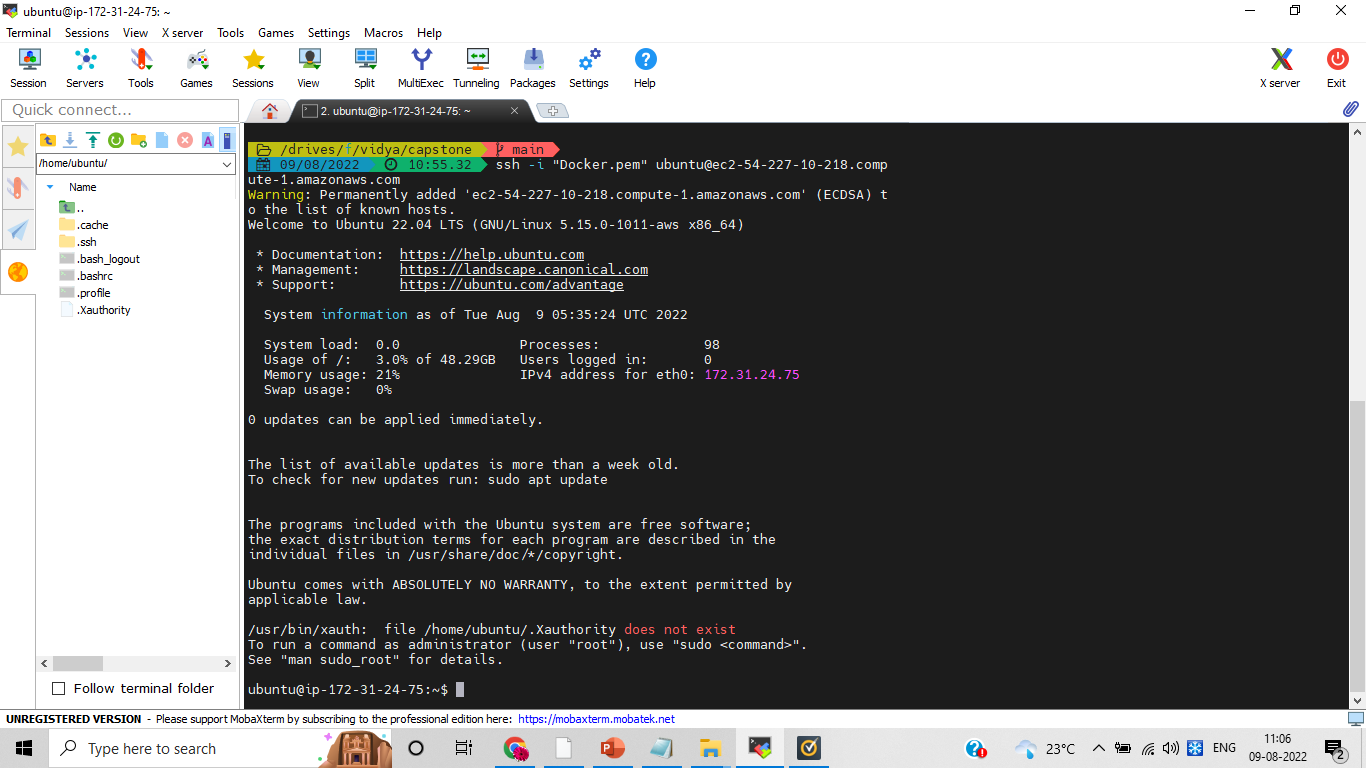 ubuntu@ip-172-31-24-75: ~
Terminal Sessions View X server Tools Games Settings Macros Help
Session Servers Tools Games Sessions View Split MultiExec Tunneling Packages Settings Help X server Exit
Quick connect...
2. ubuntu@ip-172-31-24-75: ~
/home/ubuntu/
Name
..
.cache
.ssh
.bash_logout
.bashrc
.profile
.Xauthority
Follow terminal folder
/drives/f/vidya/capstone main
09/08/2022 10:55.32 ssh -i "Docker.pem" ubuntu@ec2-54-227-10-218.comp
ute-1.amazonaws.com
Warning: Permanently added 'ec2-54-227-10-218.compute-1.amazonaws.com' (ECDSA) t
o the list of known hosts.
Welcome to Ubuntu 22.04 LTS (GNU/Linux 5.15.0-1011-aws x86_64)
* Documentation: https://help.ubuntu.com
* Management: https://landscape.canonical.com
* Support: https://ubuntu.com/advantage
System information as of Tue Aug 9 05:35:24 UTC 2022
System load: 0.0 Processes: 98
Usage of /: 3.0% of 48.29GB Users logged in: 0
Memory usage: 21% IPv4 address for eth0: 172.31.24.75
Swap usage: 0%
0 updates can be applied immediately.
The list of available updates is more than a week old.
To check for new updates run: sudo apt update
The programs included with the Ubuntu system are free software;
the exact distribution terms for each program are described in the
individual files in /usr/share/doc/*/copyright.
Ubuntu comes with ABSOLUTELY NO WARRANTY, to the extent permitted by
applicable law.
/usr/bin/xauth: file /home/ubuntu/.Xauthority does not exist
To run a command as administrator (user "root"), use "sudo <command>".
See "man sudo_root" for details.
ubuntu@ip-172-31-24-75:~$
UNREGISTERED VERSION - Please support MobaXterm by subscribing to the professional edition here: https://mobaxterm.mobatek.net
Type here to search
23°C
ENG
11:06
09-08-2022
2